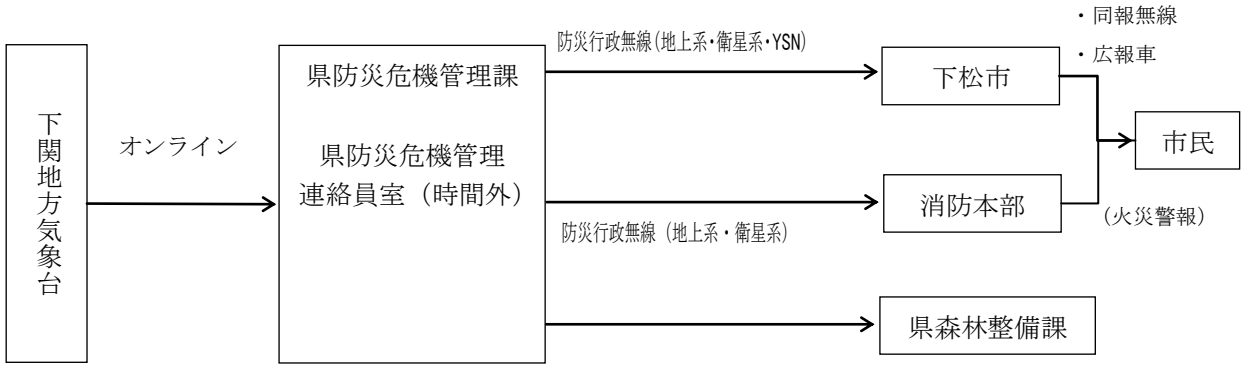 下関地方気象台
オンライン
県防災危機管理課
県防災危機管理
連絡員室（時間外）
防災行政無線(地上系・衛星系・YSN)
防災行政無線（地上系・衛星系）
下松市
消防本部
県森林整備課
・同報無線
・広報車
市民
（火災警報）